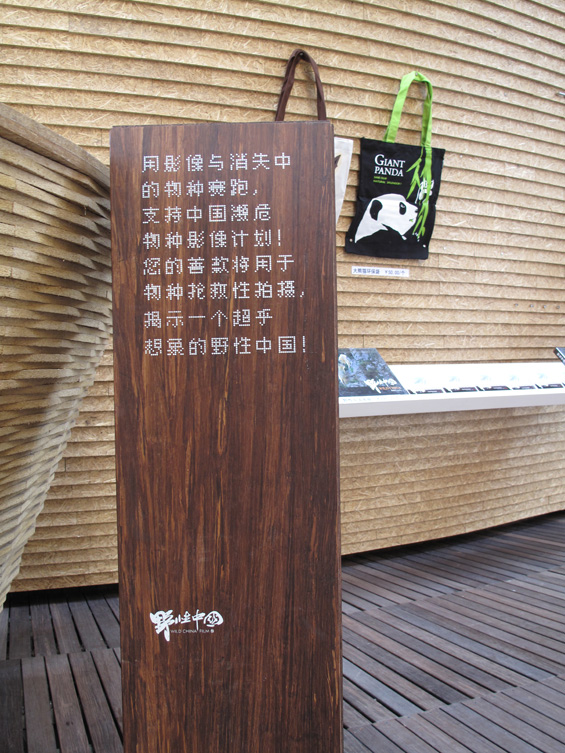 用影像与消失中
的物种赛跑，
支持中国濒危
物种影像计划！
您的善款将用于
物种抢救性拍摄，
揭示一个超乎
想象的野性中国！
野性中国
WILD CHINA FILM
GIANT
PANDA